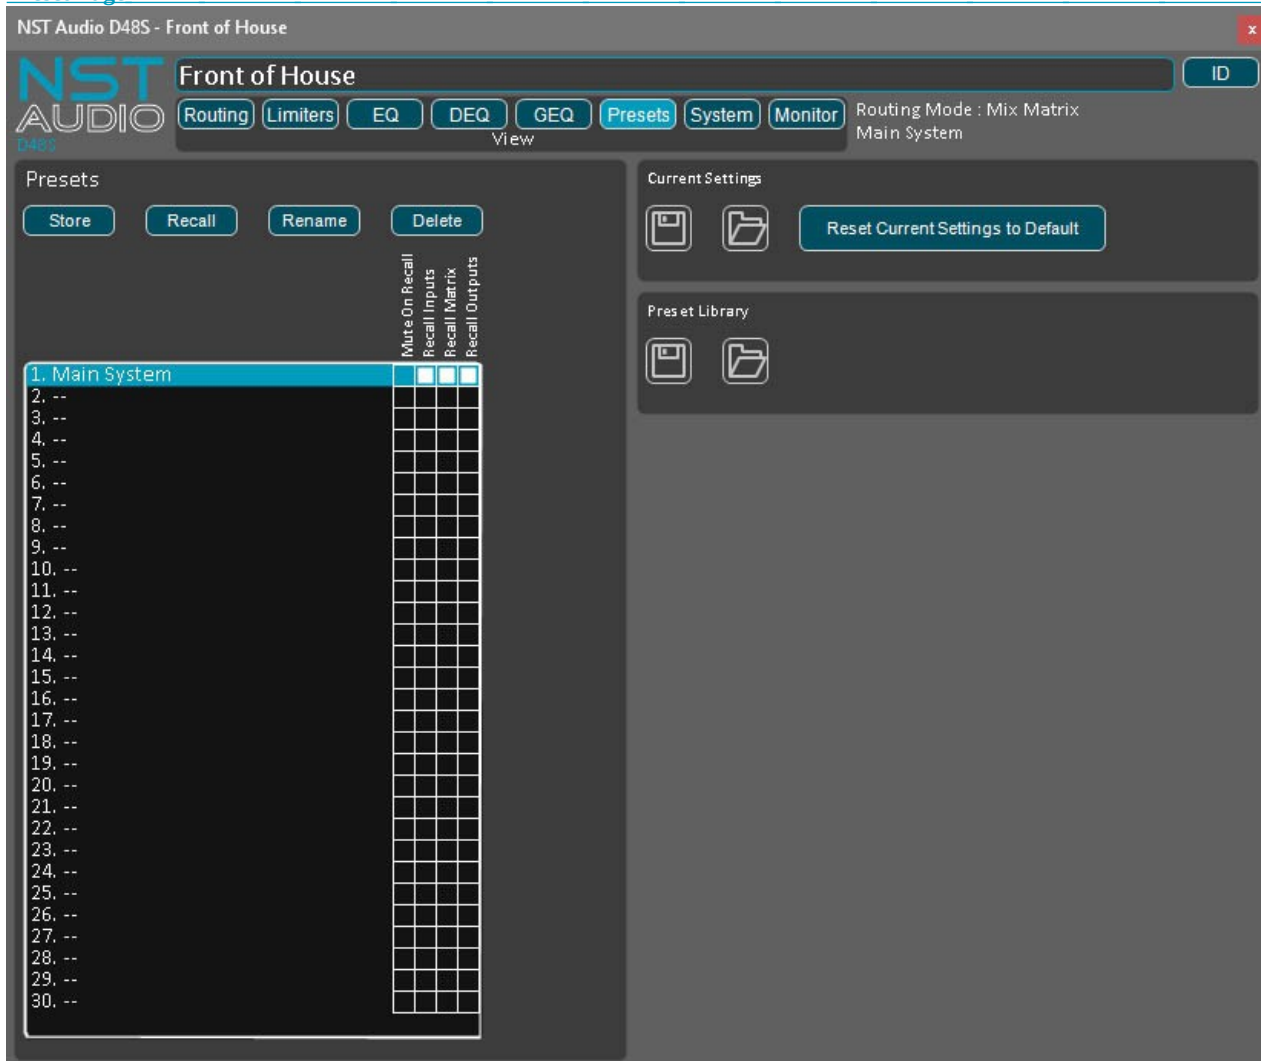 NST Audio D48S - Front of House
x
NST
AUDIO
D48S
Front of House
ID
Routing Limiters EQ DEQ GEQ Presets System Monitor
View
Routing Mode : Mix Matrix
Main System
Presets
Store Recall Rename Delete
Mute On Recall
Recall Inputs
Recall Matrix
Recall Outputs
1. Main System
2. --
3. --
4. --
5. --
6. --
7. --
8. --
9. --
10. --
11. --
12. --
13. --
14. --
15. --
16. --
17. --
18. --
19. --
20. --
21. --
22. --
23. --
24. --
25. --
26. --
27. --
28. --
29. --
30. --
Current Settings
Reset Current Settings to Default
Preset Library